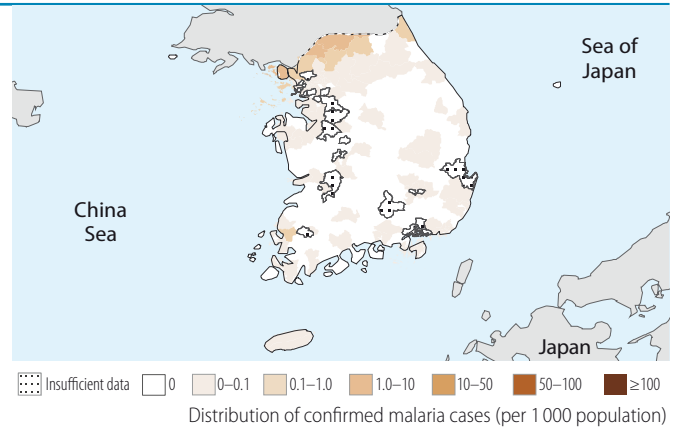 Sea of
Japan
China
Sea
Japan
Insufficient data 0 0–0.1 0.1–1.0 1.0–10 10–50 50–100 ≥100
Distribution of confirmed malaria cases (per 1 000 population)